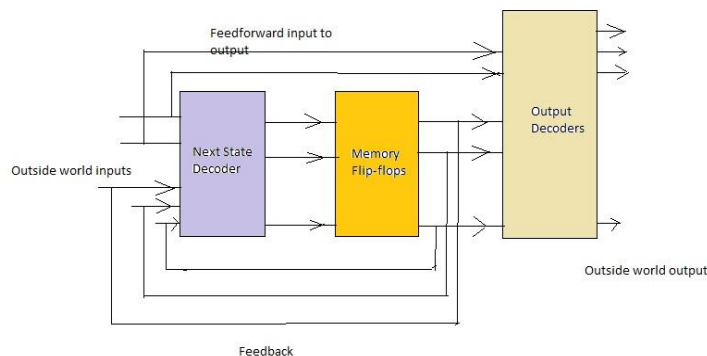 Feedforward input to
output
Output
Decoders
Next State
Decoder
Memory
Flip-flops
Outside world inputs
Outside world output
Feedback